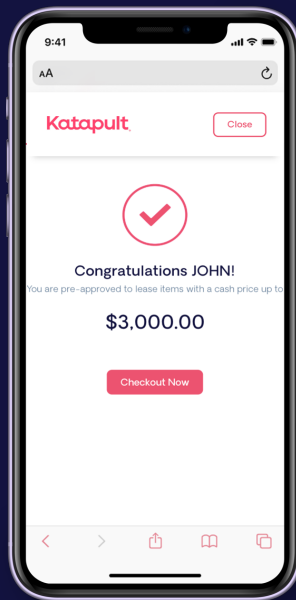 9:41
AA
Katapult
Close
Congratulations JOHN!
You are pre-approved to lease items with a cash price up to
$3,000.00
Checkout Now